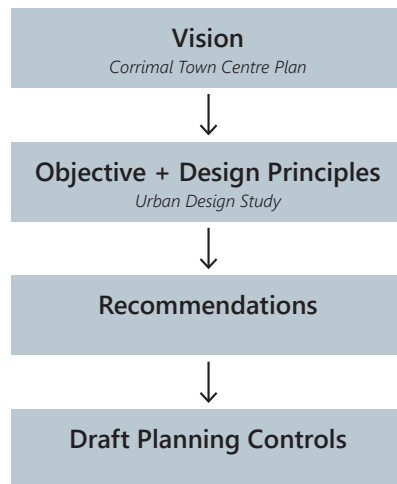 Vision
Corrimal Town Centre Plan
Objective + Design Principles
Urban Design Study
Recommendations
Draft Planning Controls